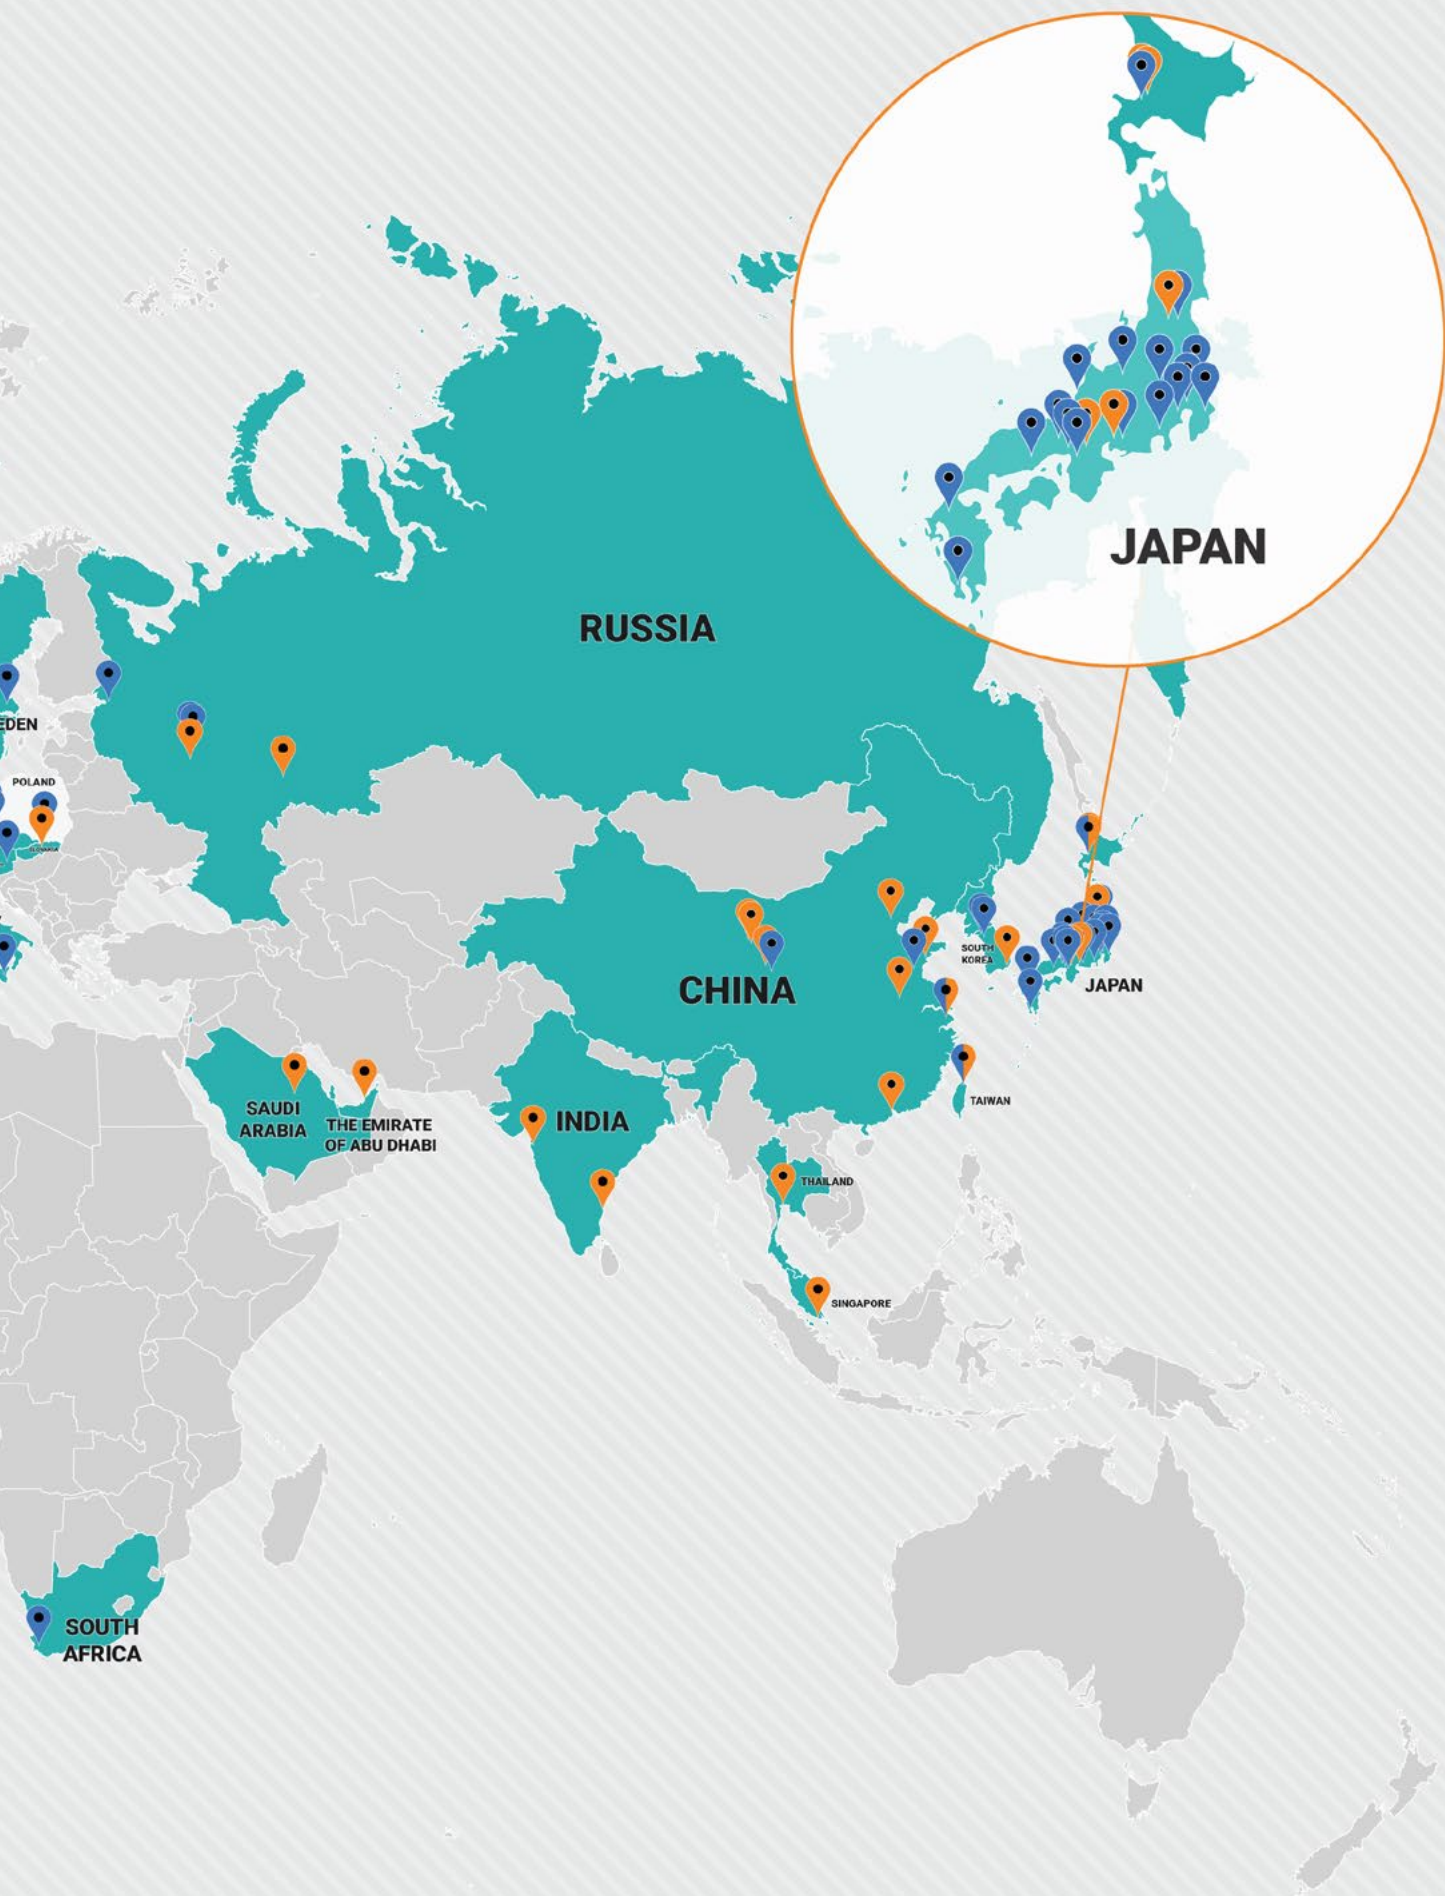 JAPAN
RUSSIA
EDEN
POLAND
SLOVAKIA
CHINA
SOUTH
KOREA
JAPAN
SAUDI
ARABIA
THE EMIRATE
OF ABU DHABI
INDIA
TAIWAN
THAILAND
SINGAPORE
SOUTH
AFRICA